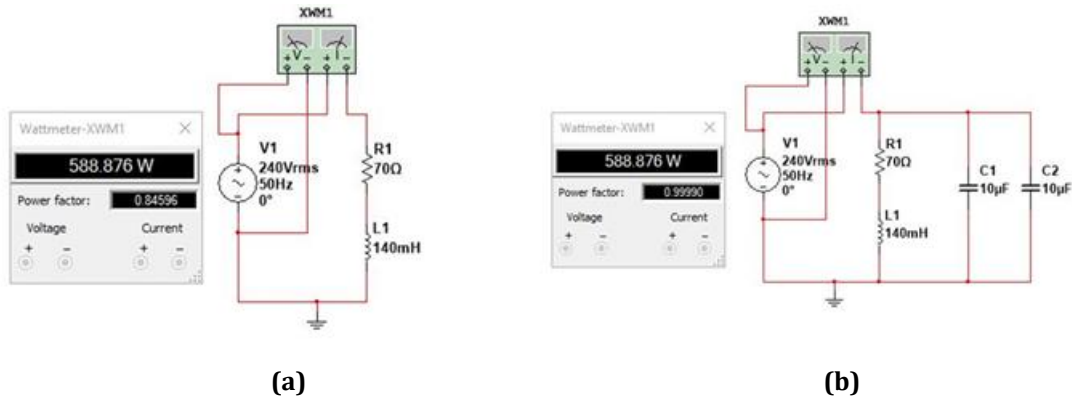 XWM1
V I
+ − + −
Wattmeter-XWM1
588.876 W
Power factor: 0.84596
Voltage Current
+ − + −
V1
240Vrms
50Hz
0°
R1
70Ω
L1
140mH
(a)
XWM1
V I
+ − + −
Wattmeter-XWM1
588.876 W
Power factor: 0.99990
Voltage Current
+ − + −
V1
240Vrms
50Hz
0°
R1
70Ω
L1
140mH
C1
10µF
C2
10µF
(b)